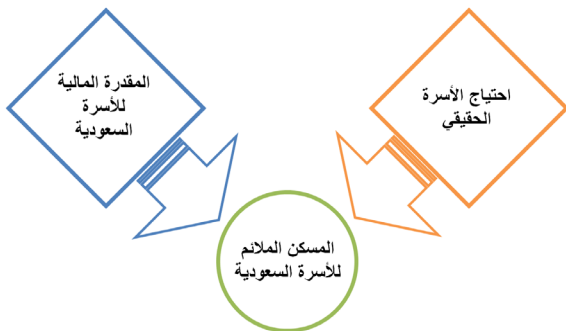 احتياج الأسرة
الحقيقي
المقدرة المالية
للأسرة
السعودية
المسكن الملائم
للأسرة السعودية